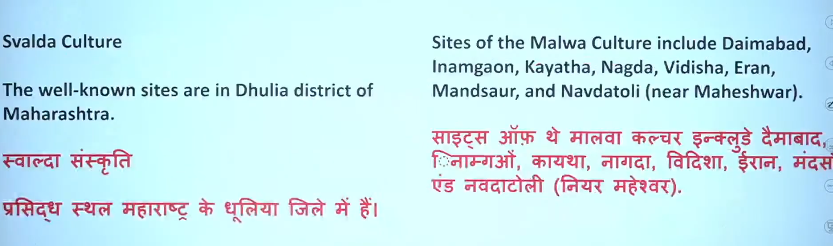 Svalda Culture
The well-known sites are in Dhulia district of
Maharashtra.
स्वाल्दा संस्कृति
प्रसिद्ध स्थल महाराष्ट्र के धूलिया जिले में हैं।
Sites of the Malwa Culture include Daimabad,
Inamgaon, Kayatha, Nagda, Vidisha, Eran,
Mandsaur, and Navdatoli (near Maheshwar).
साइट्स ऑफ़ थे मालवा कल्चर इन्क्लुडे दैमाबाद,
िनाम्गओं, कायथा, नागदा, विदिशा, ईरान,
एंड नवदाटोली (नियर महेश्वर).